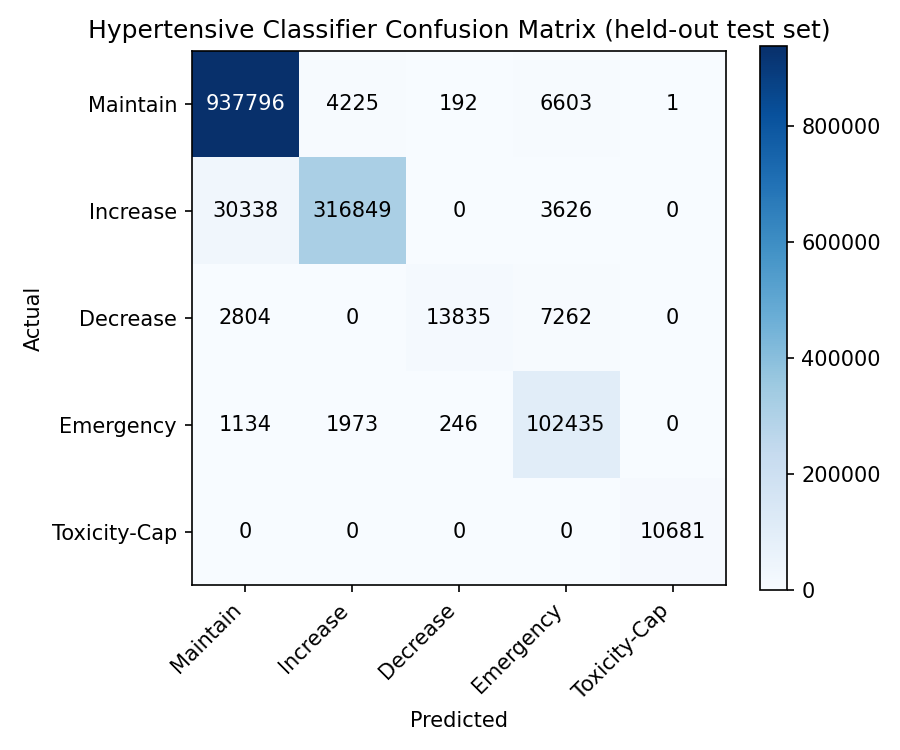 Hypertensive Classifier Confusion Matrix (held-out test set)
Actual
Maintain 937796 4225 192 6603 1
Increase 30338 316849 0 3626 0
Decrease 2804 0 13835 7262 0
Emergency 1134 1973 246 102435 0
Toxicity-Cap 0 0 0 0 10681
Maintain Increase Decrease Emergency Toxicity-Cap
Predicted
800000
600000
400000
200000
0